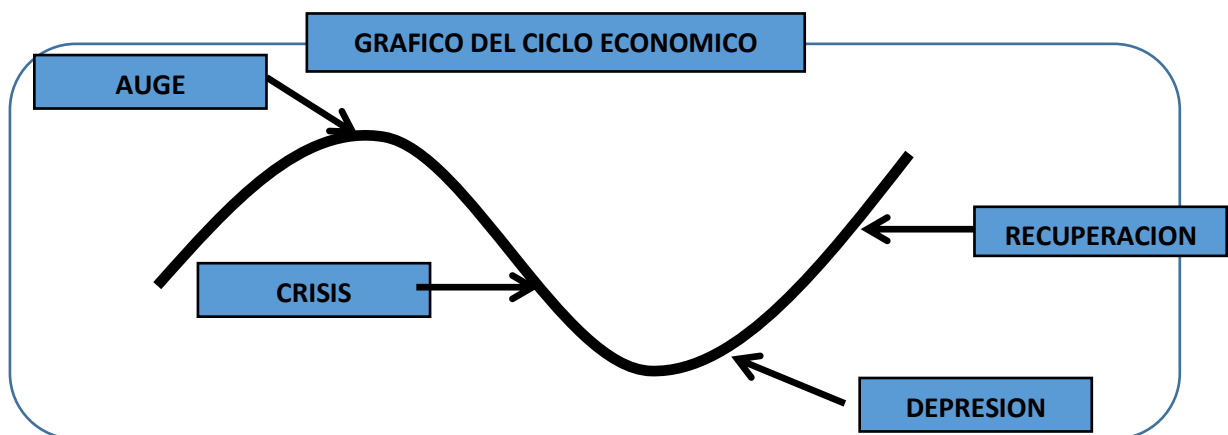 GRAFICO DEL CICLO ECONOMICO
AUGE
RECUPERACION
CRISIS
DEPRESION